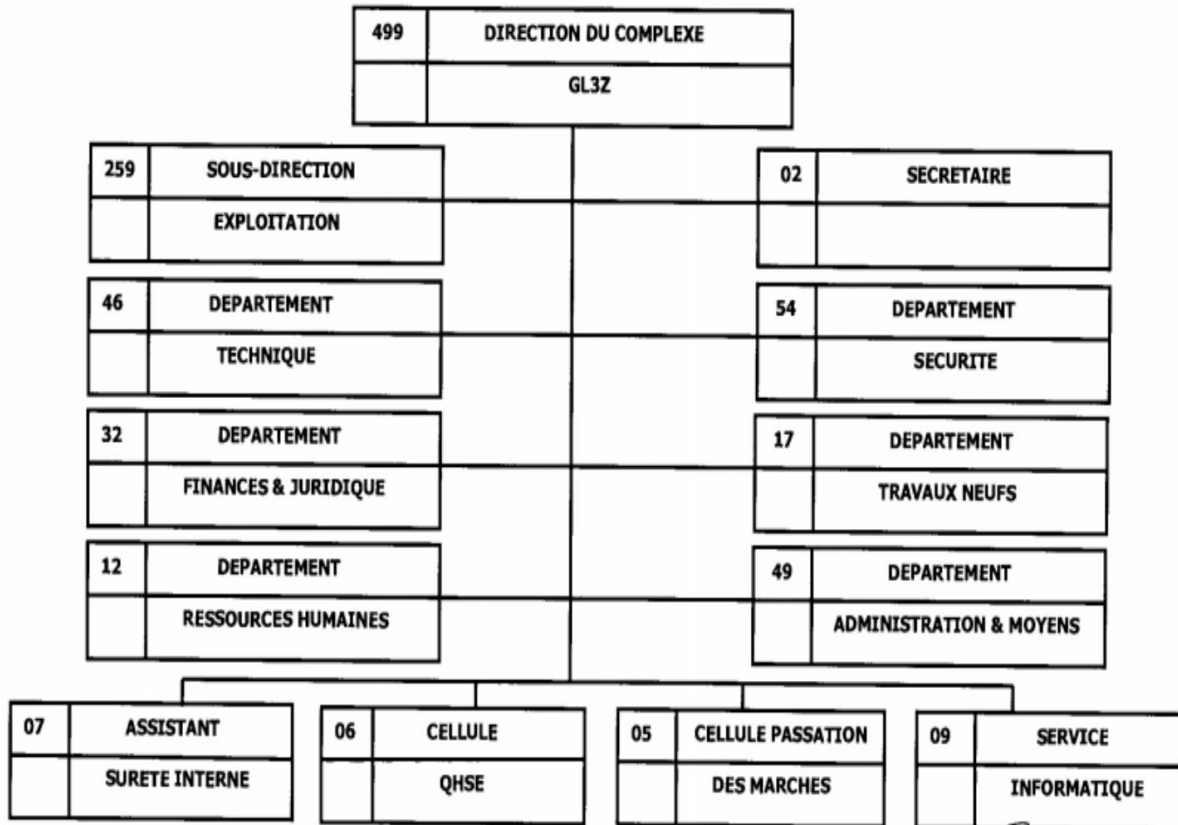 499 DIRECTION DU COMPLEXE
GL3Z
259 SOUS-DIRECTION
EXPLOITATION
02 SECRETAIRE
46 DEPARTEMENT
TECHNIQUE
54 DEPARTEMENT
SECURITE
32 DEPARTEMENT
FINANCES & JURIDIQUE
17 DEPARTEMENT
TRAVAUX NEUFS
12 DEPARTEMENT
RESSOURCES HUMAINES
49 DEPARTEMENT
ADMINISTRATION & MOYENS
07 ASSISTANT
SURETE INTERNE
06 CELLULE
QHSE
05 CELLULE PASSATION
DES MARCHES
09 SERVICE
INFORMATIQUE